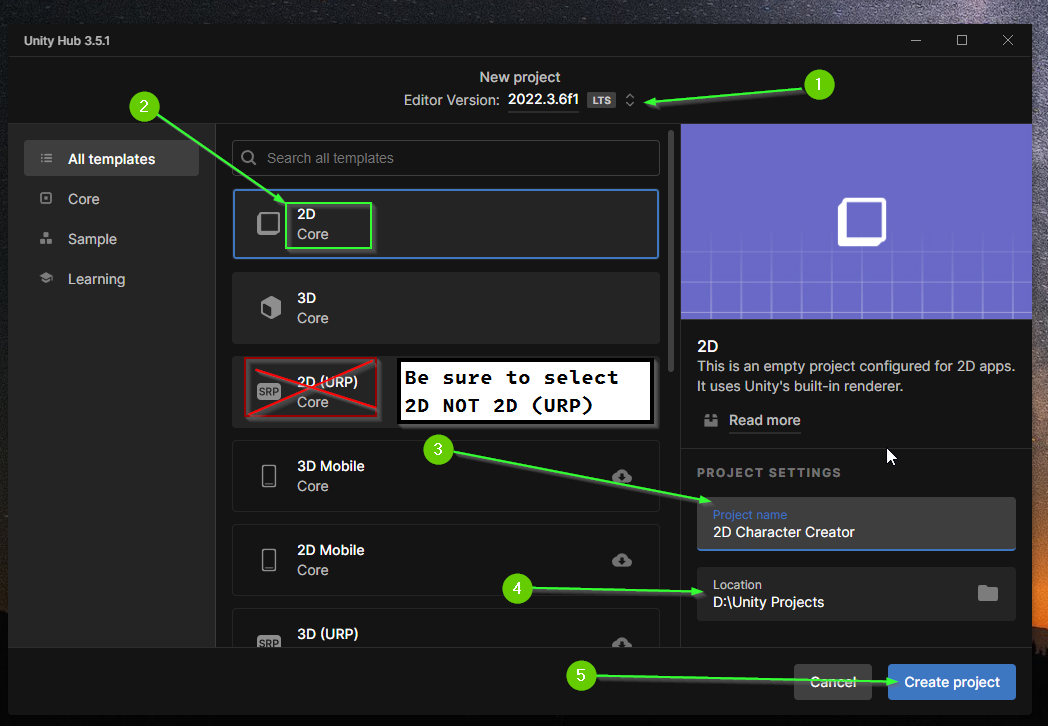 Unity Hub 3.5.1
New project
Editor Version: 2022.3.6f1 LTS
1
2
All templates
Core
Sample
Learning
Search all templates
2D
Core
3D
Core
SRP
2D (URP)
Core
Be sure to select
2D NOT 2D (URP)
3D Mobile
Core
2D Mobile
Core
SRP
3D (URP)
2D
This is an empty project configured for 2D apps.
It uses Unity's built-in renderer.
Read more
3
PROJECT SETTINGS
Project name
2D Character Creator
4
Location
D:\Unity Projects
5
Cancel
Create project